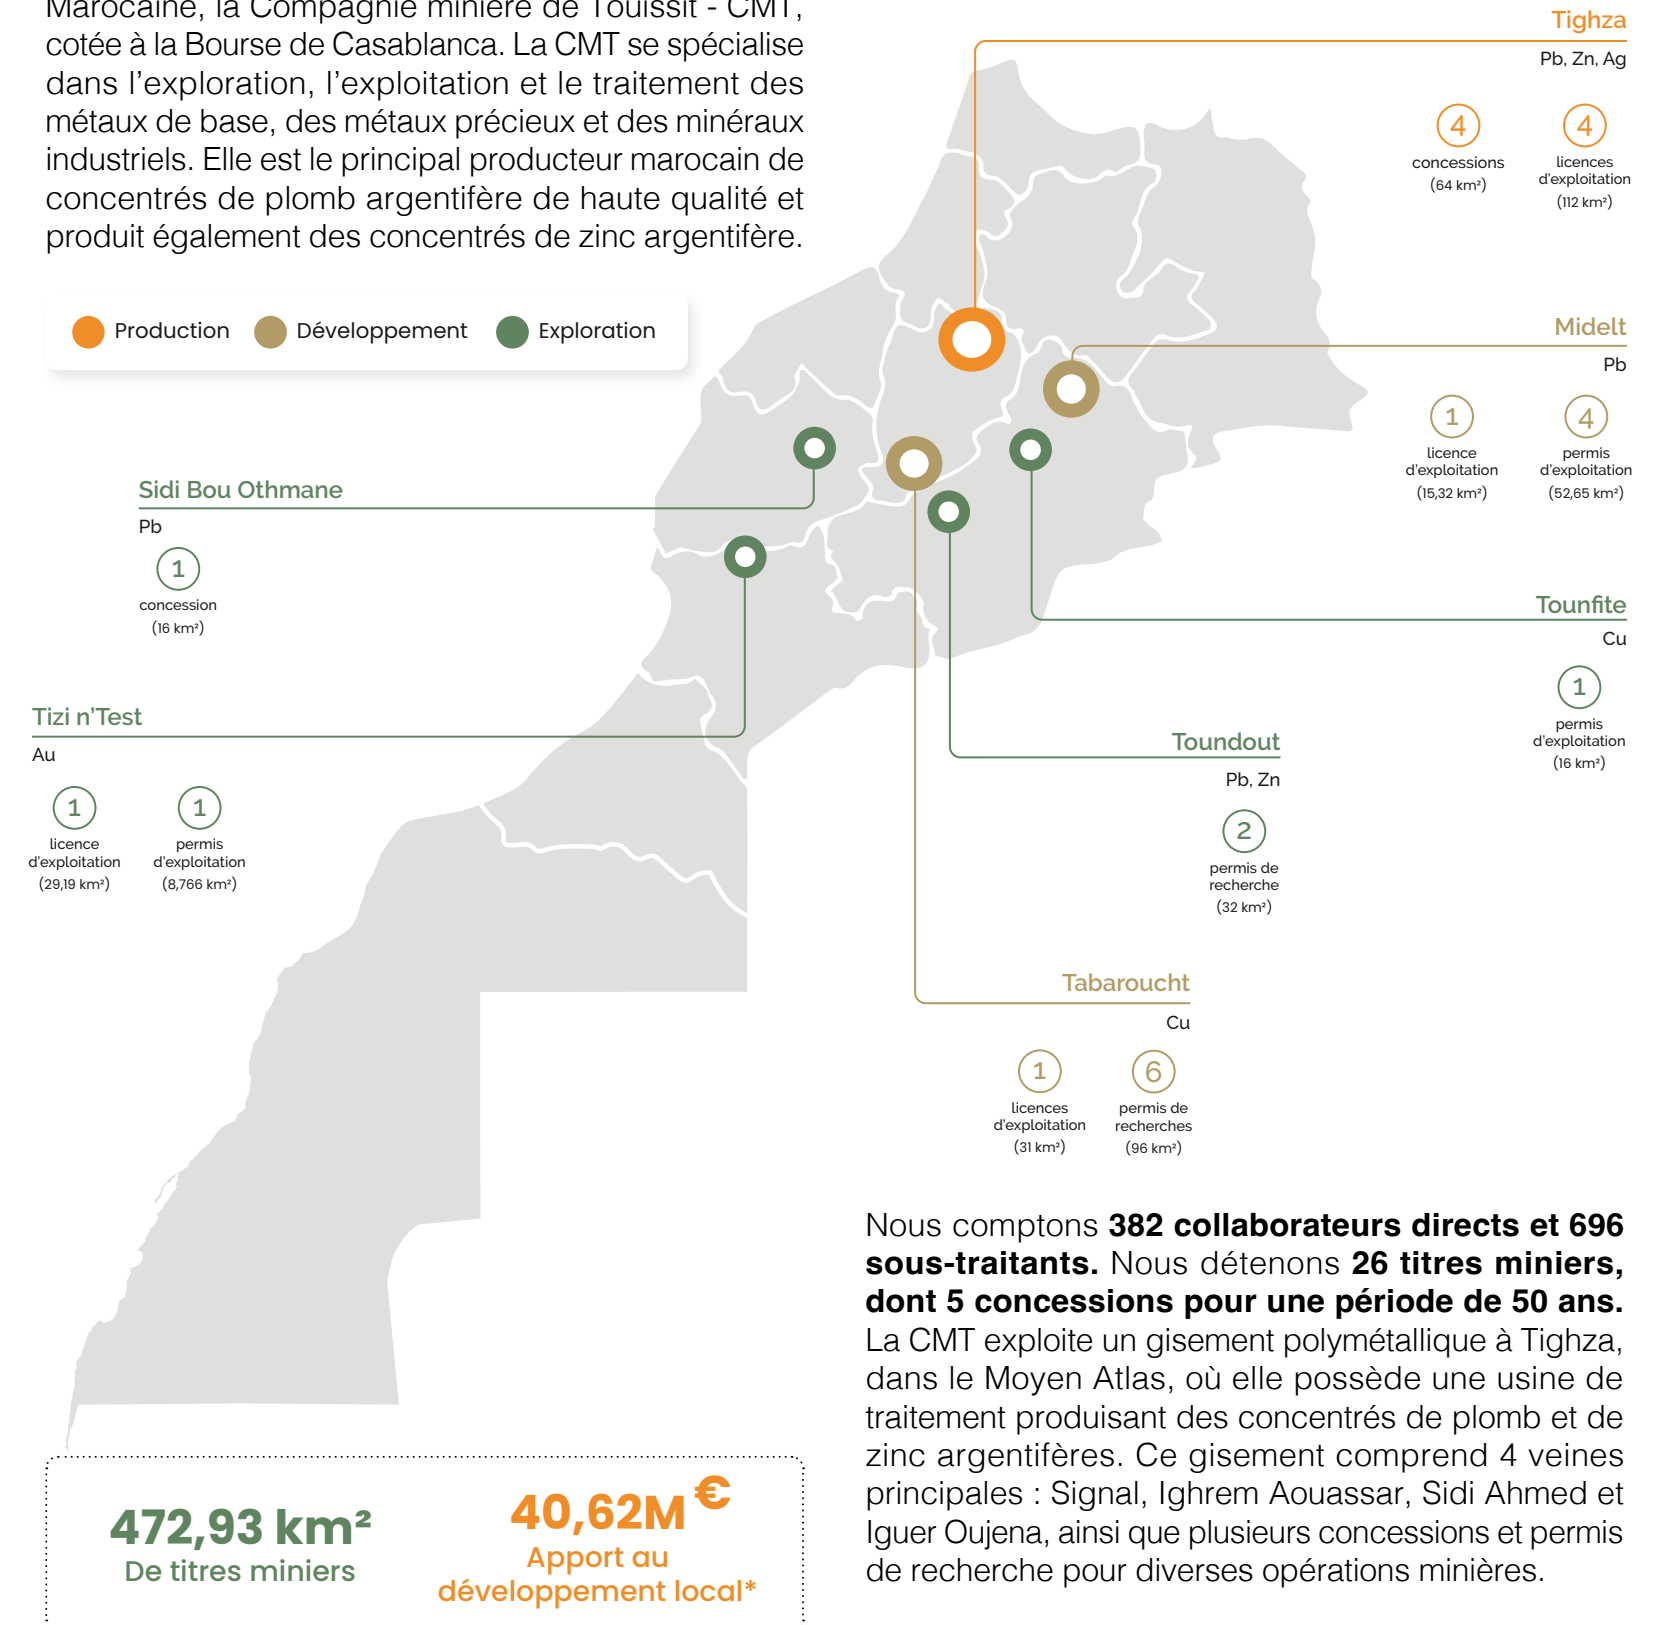 Marocaine, la Compagnie minière de Touissit - CMT,
cotée à la Bourse de Casablanca. La CMT se spécialise
dans l’exploration, l’exploitation et le traitement des
métaux de base, des métaux précieux et des minéraux
industriels. Elle est le principal producteur marocain de
concentrés de plomb argentifère de haute qualité et
produit également des concentrés de zinc argentifère.
Production
Développement
Exploration
Tighza
Pb, Zn, Ag
4
concessions
(64 km²)
4
licences
d’exploitation
(112 km²)
Midelt
Pb
1
licence
d’exploitation
(15,32 km²)
4
permis
d’exploitation
(52,65 km²)
Sidi Bou Othmane
Pb
1
concession
(16 km²)
Tounfite
Cu
1
permis
d’exploitation
(16 km²)
Tizi n’Test
Au
1
licence
d’exploitation
(29,19 km²)
1
permis
d’exploitation
(8,766 km²)
Toundout
Pb, Zn
2
permis de
recherche
(32 km²)
Tabaroucht
Cu
1
licences
d’exploitation
(31 km²)
6
permis de
recherches
(96 km²)
Nous comptons 382 collaborateurs directs et 696
sous-traitants. Nous détenons 26 titres miniers,
dont 5 concessions pour une période de 50 ans.
La CMT exploite un gisement polymétallique à Tighza,
dans le Moyen Atlas, où elle possède une usine de
traitement produisant des concentrés de plomb et de
zinc argentifères. Ce gisement comprend 4 veines
principales : Signal, Ighrem Aouassar, Sidi Ahmed et
Iguer Oujena, ainsi que plusieurs concessions et permis
de recherche pour diverses opérations minières.
472,93 km²
De titres miniers
40,62M €
Apport au
développement local*